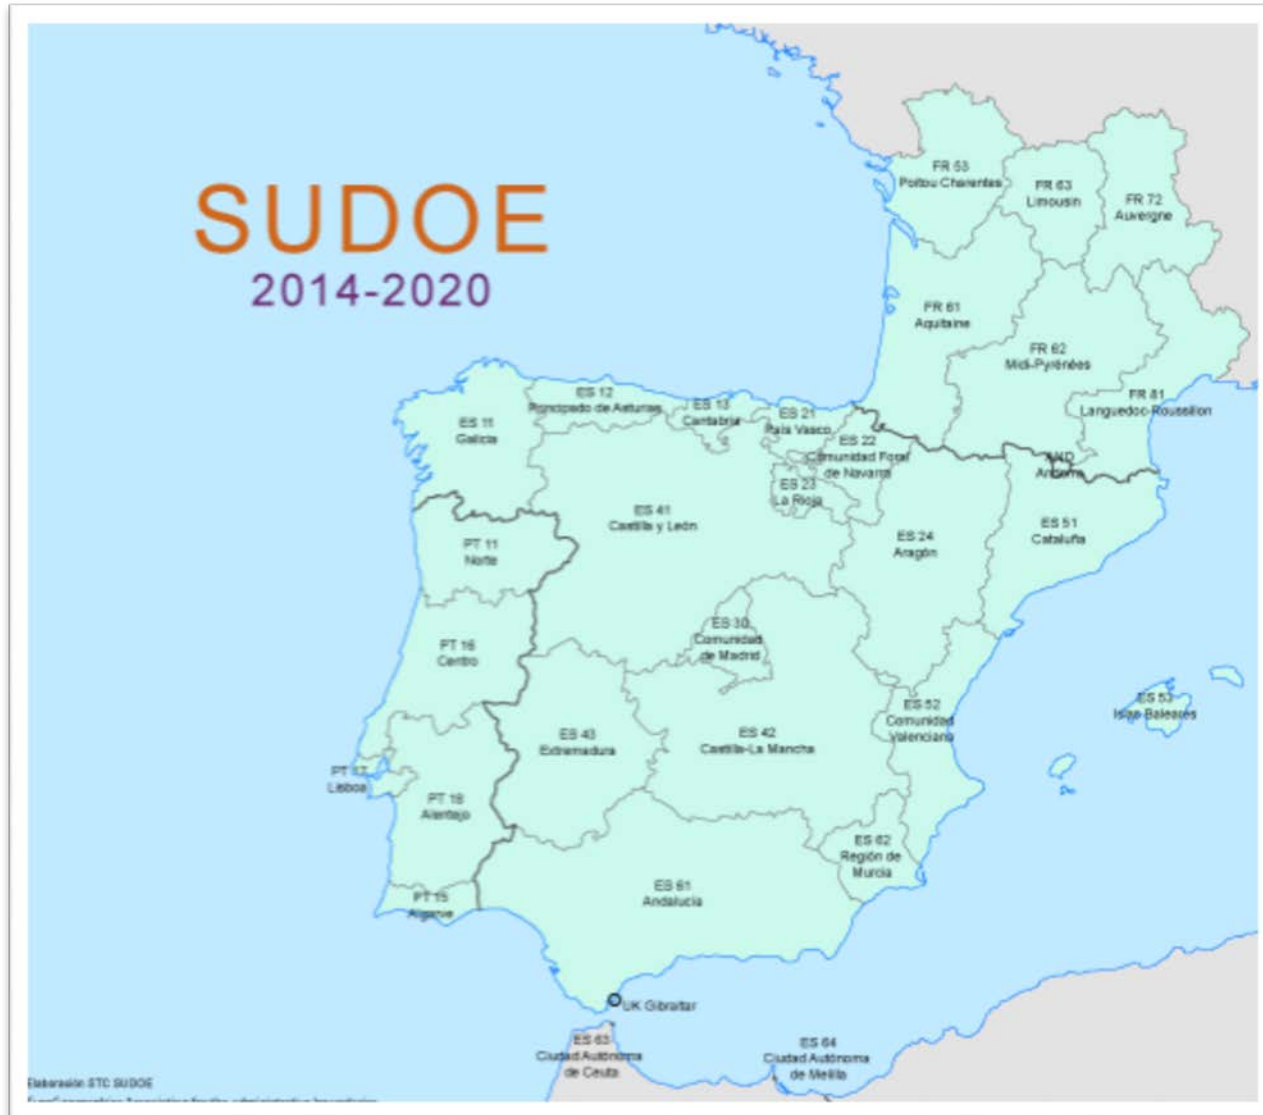 SUDOE
2014-2020
FR 53
Poitou Charentes
FR 63
Limousin
FR 72
Auvergne
FR 61
Aquitaine
FR 62
Midi-Pyrénées
FR 81
Languedoc-Roussillon
ES 11
Galicia
ES 12
Principado de Asturias
ES 13
Cantabria
ES 21
País Vasco
ES 22
Comunidad Foral
de Navarra
ES 23
La Rioja
AND
Andorra
ES 41
Castilla y León
ES 24
Aragón
ES 51
Cataluña
PT 11
Norte
ES 30
Comunidad
de Madrid
PT 16
Centro
ES 43
Extremadura
ES 42
Castilla-La Mancha
ES 52
Comunidad
Valenciana
ES 53
Islas Baleares
PT 17
Lisboa
PT 18
Alentejo
ES 62
Región de
Murcia
ES 61
Andalucía
PT 15
Algarve
UK Gibraltar
ES 63
Ciudad Autónoma
de Ceuta
ES 64
Ciudad Autónoma
de Melilla
Elaboración STC SUDOE